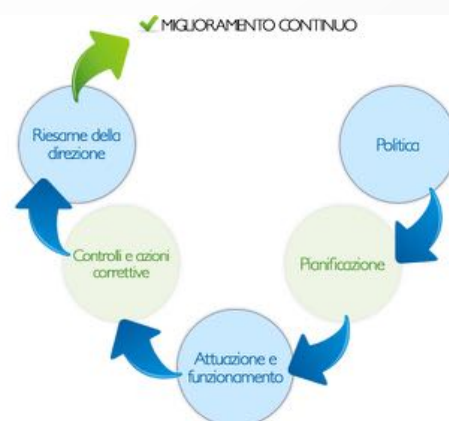 MIGLIORAMENTO CONTINUO
Riesame della
direzione
Politica
Controlli e azioni
correttive
Pianificazione
Attuazione e
funzionamento